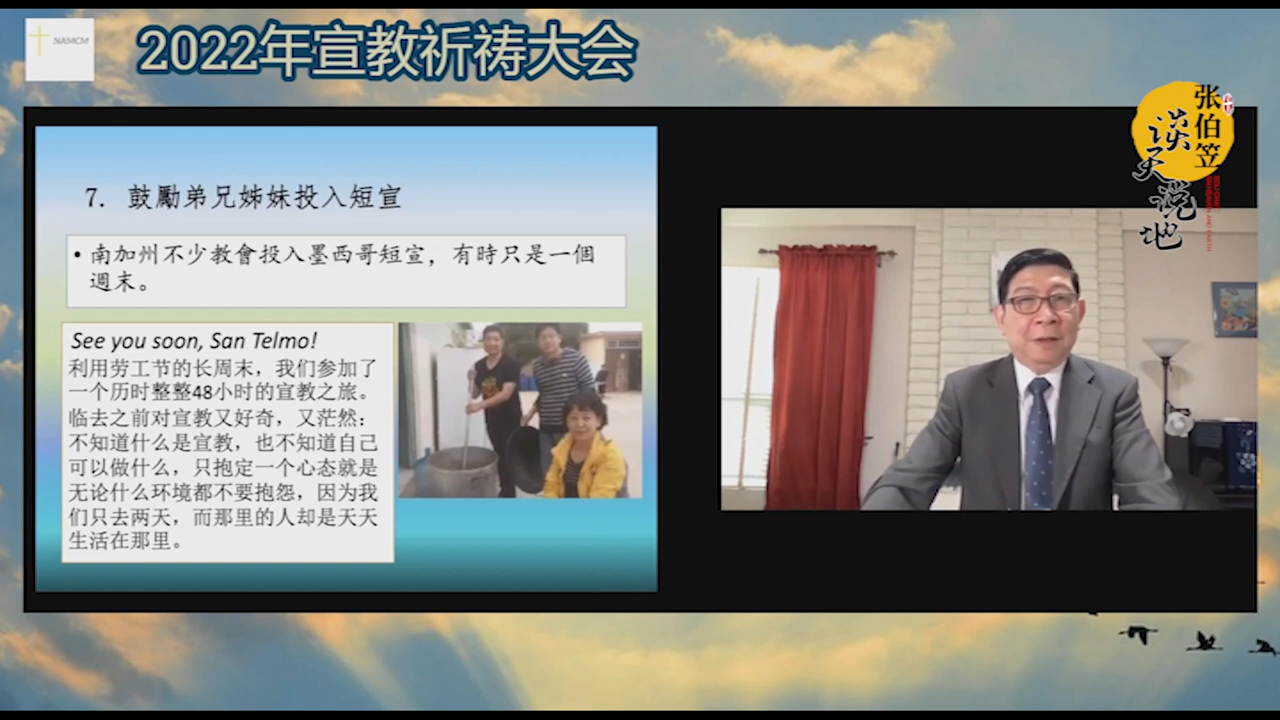 NAMCM
2022年宣教祈祷大会
张伯笠
谈天说地
7. 鼓勵弟兄姊妹投入短宣
• 南加州不少教會投入墨西哥短宣，有時只是一個
週末。
See you soon, San Telmo!
利用劳工节的长周末，我们参加了
一个历时整整48小时的宣教之旅。
临去之前对宣教又好奇，又茫然：
不知道什么是宣教，也不知道自己
可以做什么，只抱定一个心态就是
无论什么环境都不要抱怨，因为我
们只去两天，而那里的人却是天天
生活在那里。